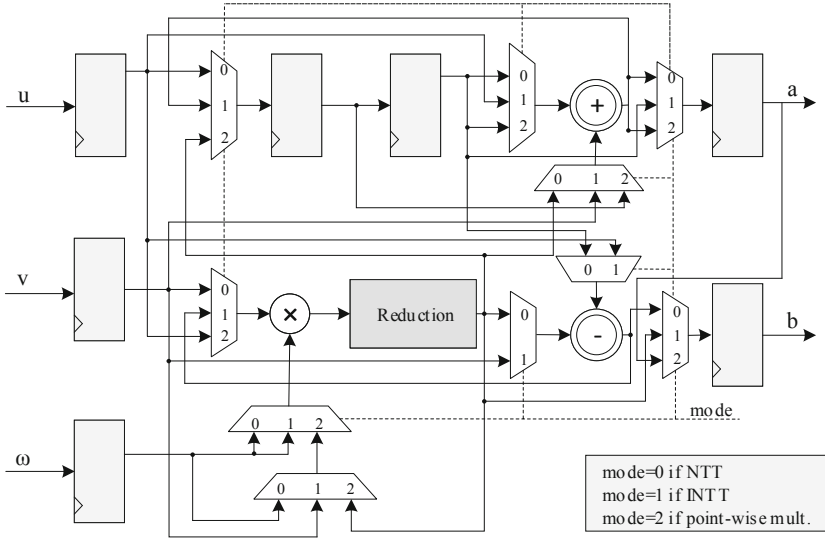 u
0
1
2
0
1
2
+
0
1
2
a
0 1 2
v
0
1
2
×
Reduction
0
1
0 1
-
0
1
2
b
mode
0 1 2
ω
0 1 2
mode=0 if NTT
mode=1 if INTT
mode=2 if point-wise mult.